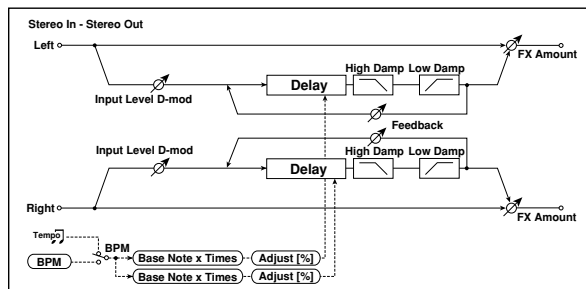 Stereo In - Stereo Out
Left
High Damp Low Damp
FX Amount
Delay
Input Level D-mod
Feedback
Input Level D-mod
High Damp Low Damp
Delay
Right
FX Amount
Tempo
BPM
BPM
Base Note x Times
Adjust [%]
Base Note x Times
Adjust [%]